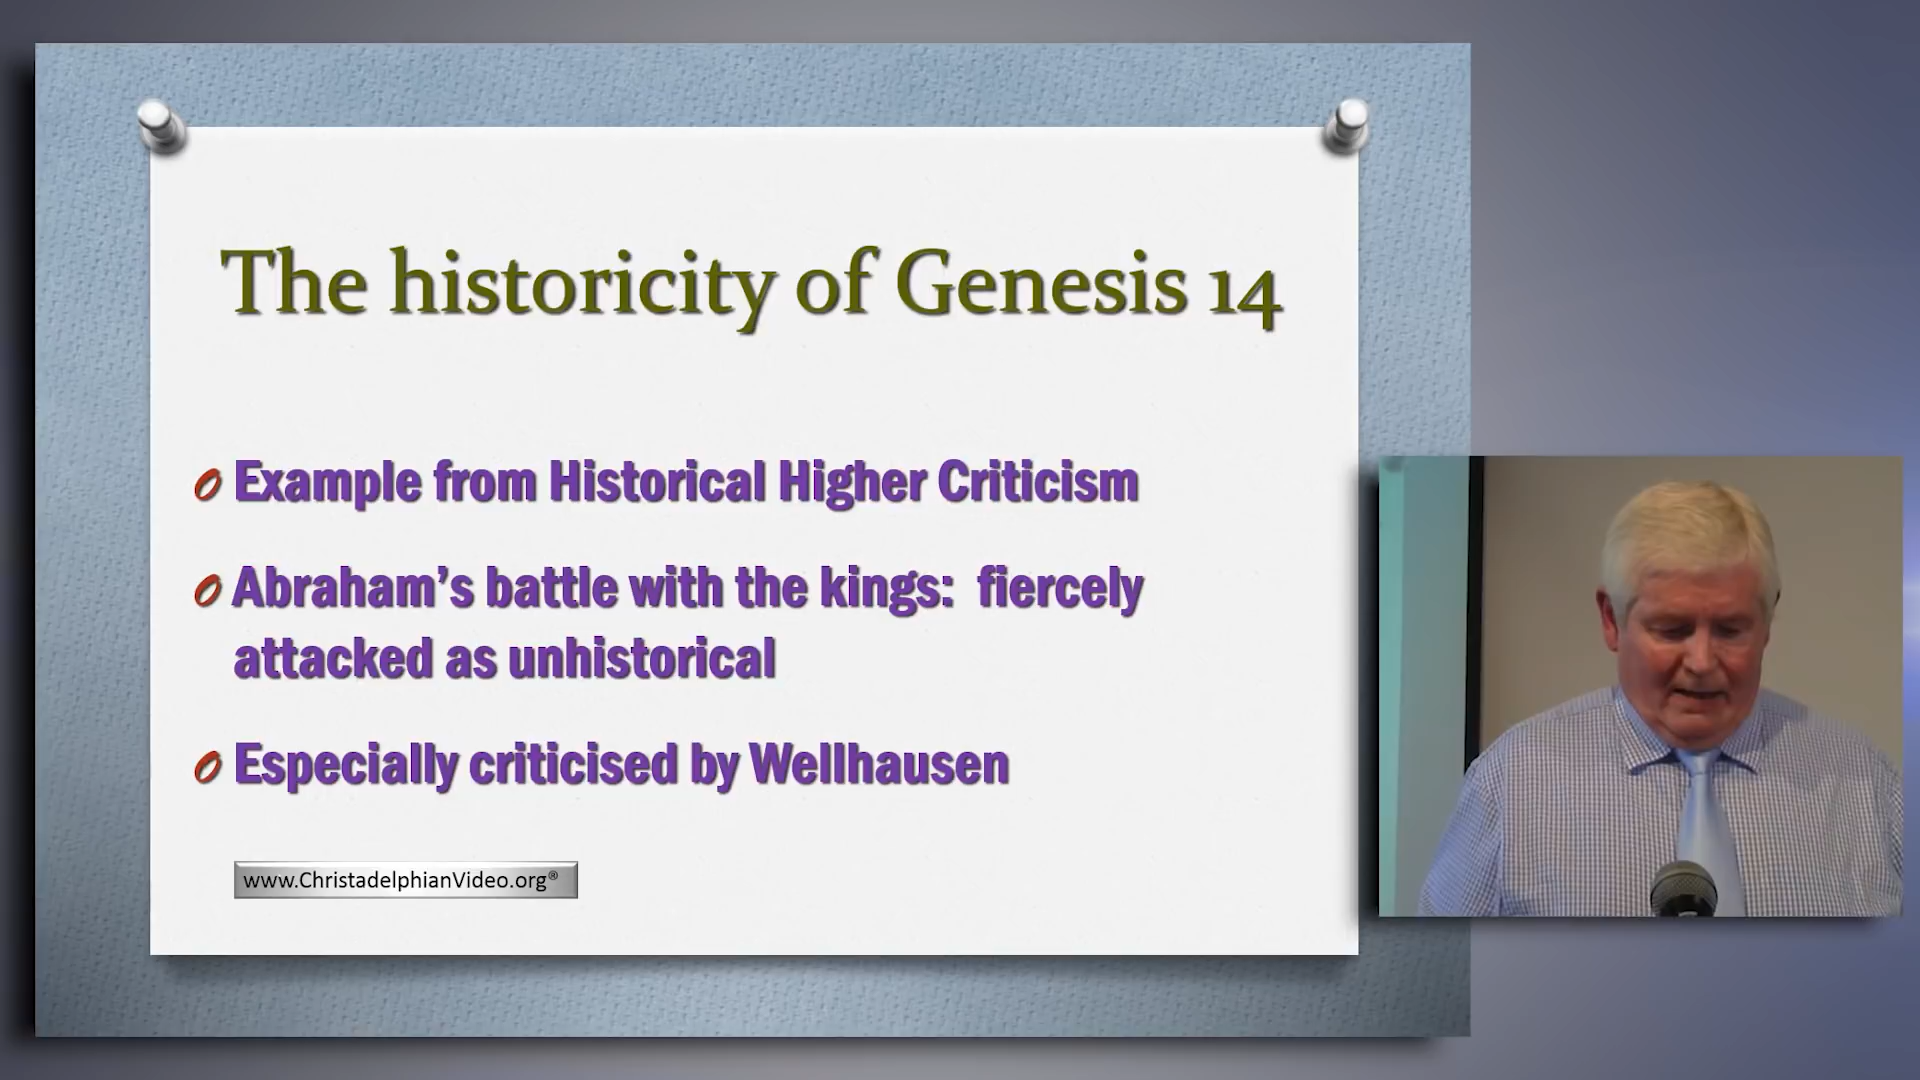 The historicity of Genesis 14
Example from Historical Higher Criticism
Abraham's battle with the kings: fiercely
attacked as unhistorical
Especially criticised by Wellhausen
www.ChristadelphianVideo.org®